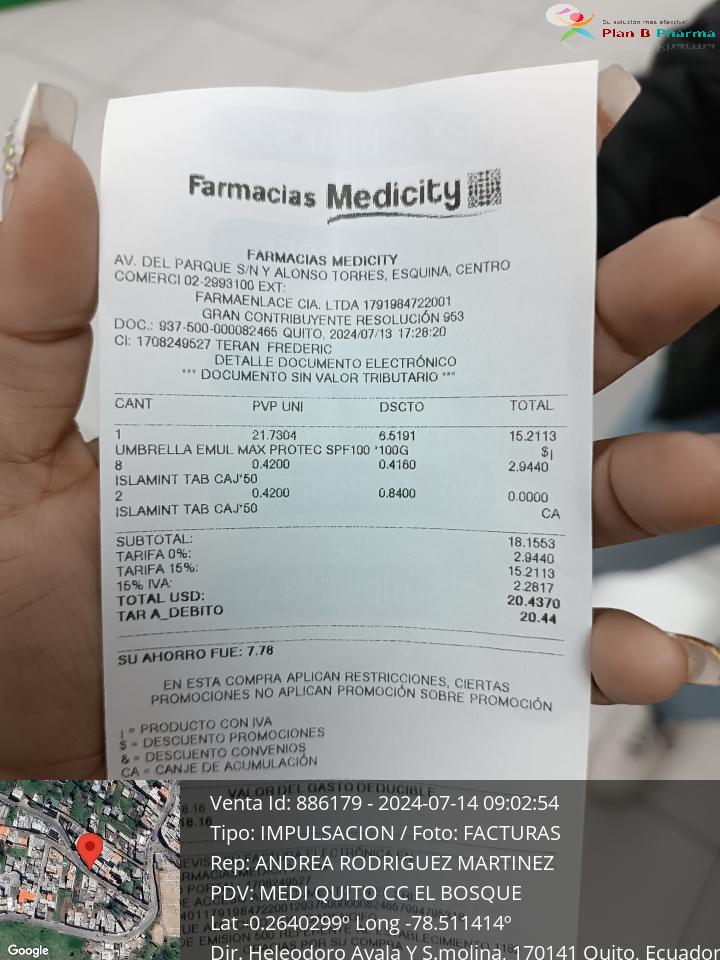 Su solución más efectiva!
Plan B Pharma
Farmacias Medicity
FARMACIAS MEDICITY
AV. DEL PARQUE S/N Y ALONSO TORRES, ESQUINA, CENTRO
COMERCI 02-2993100 EXT:
FARMAENLACE CIA. LTDA 1791984722001
GRAN CONTRIBUYENTE RESOLUCIÓN 953
DOC.: 937-500-000082465 QUITO, 2024/07/13 17:28:20
CI: 1708249527 TERAN FREDERIC
DETALLE DOCUMENTO ELECTRÓNICO
*** DOCUMENTO SIN VALOR TRIBUTARIO ***
CANT PVP UNI DSCTO TOTAL
1 21.7304 6.5191 15.2113
UMBRELLA EMUL MAX PROTEC SPF100 *100G $|
8 0.4200 0.4160 2.9440
ISLAMINT TAB CAJ*50
2 0.4200 0.8400 0.0000
ISLAMINT TAB CAJ*50 CA
SUBTOTAL: 18.1553
TARIFA 0%: 2.9440
TARIFA 15%: 15.2113
15% IVA: 2.2817
TOTAL USD: 20.4370
TAR A_DEBITO 20.44
SU AHORRO FUE: 7.78
EN ESTA COMPRA APLICAN RESTRICCIONES, CIERTAS
PROMOCIONES NO APLICAN PROMOCIÓN SOBRE PROMOCIÓN
| = PRODUCTO CON IVA
$ = DESCUENTO PROMOCIONES
& = DESCUENTO CONVENIOS
CA = CANJE DE ACUMULACIÓN
VALOR DEL GASTO DEDUCIBLE
Venta Id: 886179 - 2024-07-14 09:02:54
Tipo: IMPULSACION / Foto: FACTURAS
Rep: ANDREA RODRIGUEZ MARTINEZ
PDV: MEDI QUITO CC EL BOSQUE
Lat -0.2640299º Long -78.511414º
Dir. Heleodoro Ayala Y S.molina, 170141 Quito, Ecuador
Google